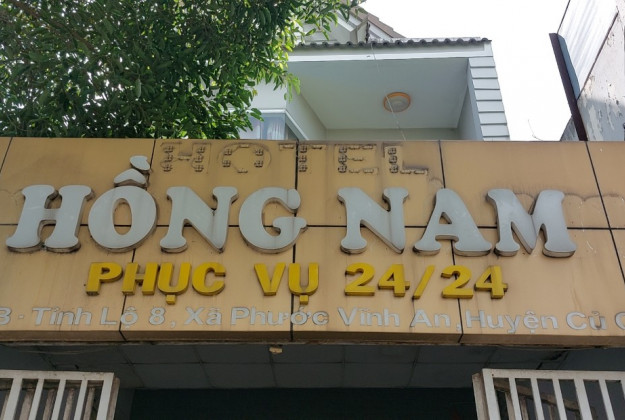 HOTEL
HỒNG NAM
PHỤC VỤ 24/24
B - Tỉnh Lộ 8, Xã Phước Vĩnh An, Huyện Củ C